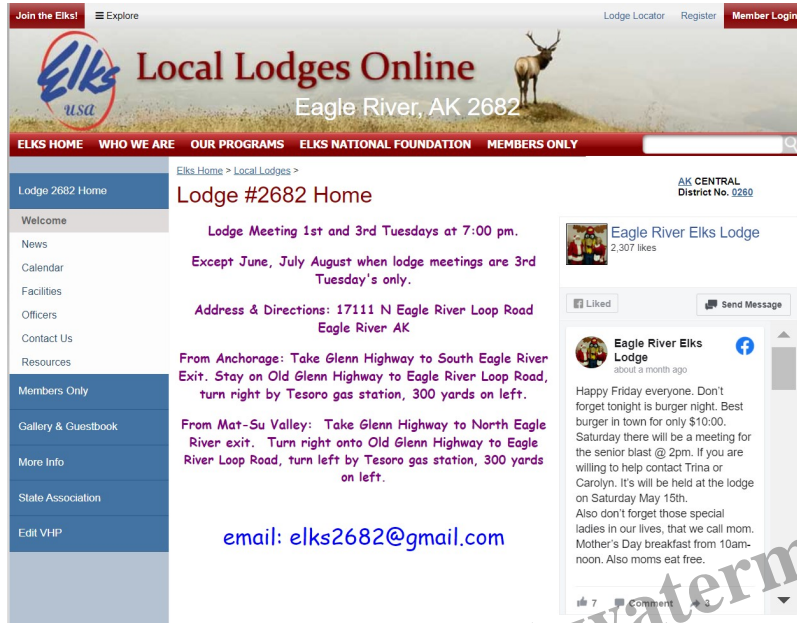 Join the Elks!
Explore
Lodge Locator
Register
Member Login
Elks
USA
Local Lodges Online
Eagle River, AK 2682
ELKS HOME
WHO WE ARE
OUR PROGRAMS
ELKS NATIONAL FOUNDATION
MEMBERS ONLY
Lodge 2682 Home
Welcome
News
Calendar
Facilities
Officers
Contact Us
Resources
Members Only
Gallery & Guestbook
More Info
State Association
Edit VHP
Elks Home > Local Lodges >
Lodge #2682 Home
Lodge Meeting 1st and 3rd Tuesdays at 7:00 pm.
Except June, July August when lodge meetings are 3rd
Tuesday's only.
Address & Directions: 17111 N Eagle River Loop Road
Eagle River AK
From Anchorage: Take Glenn Highway to South Eagle River
Exit. Stay on Old Glenn Highway to Eagle River Loop Road,
turn right by Tesoro gas station, 300 yards on left.
From Mat-Su Valley: Take Glenn Highway to North Eagle
River exit. Turn right onto Old Glenn Highway to Eagle
River Loop Road, turn left by Tesoro gas station, 300 yards
on left.
email: elks2682@gmail.com
AK CENTRAL
District No. 0260
Eagle River Elks Lodge
2,307 likes
Liked
Send Message
Eagle River Elks
Lodge
about a month ago
Happy Friday everyone. Don't
forget tonight is burger night. Best
burger in town for only $10:00.
Saturday there will be a meeting for
the senior blast @ 2pm. If you are
willing to help contact Trina or
Carolyn. It's will be held at the lodge
on Saturday May 15th.
Also don't forget those special
ladies in our lives, that we call mom.
Mother's Day breakfast from 10am-
noon. Also moms eat free.
7
Comment
3